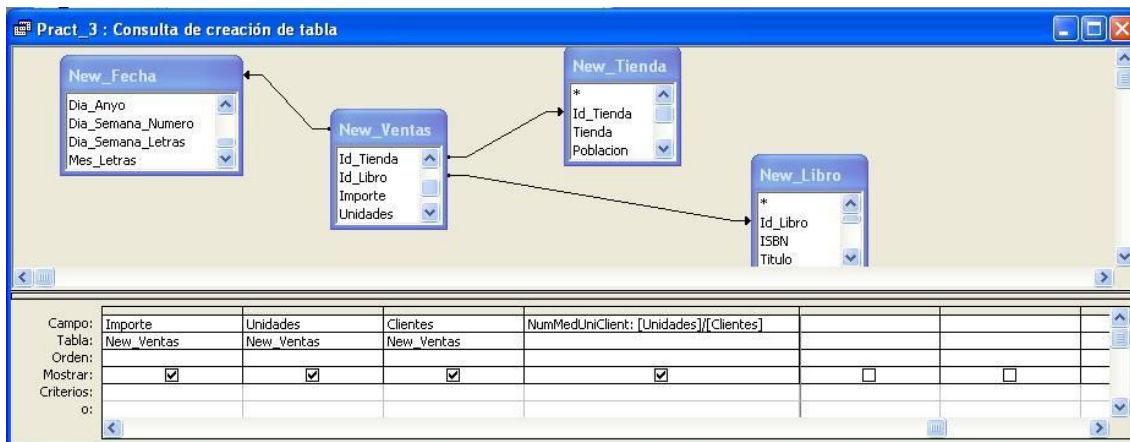 Pract_3 : Consulta de creación de tabla
New_Fecha
Dia_Anyo
Dia_Semana_Numero
Dia_Semana_Letras
Mes_Letras
New_Ventas
Id_Tienda
Id_Libro
Importe
Unidades
New_Tienda
*
Id_Tienda
Tienda
Poblacion
New_Libro
*
Id_Libro
ISBN
Titulo
Campo: Importe Unidades Clientes NumMedUniClient: [Unidades]/[Clientes]
Tabla: New_Ventas New_Ventas New_Ventas
Orden:
Mostrar:
Criterios:
o: